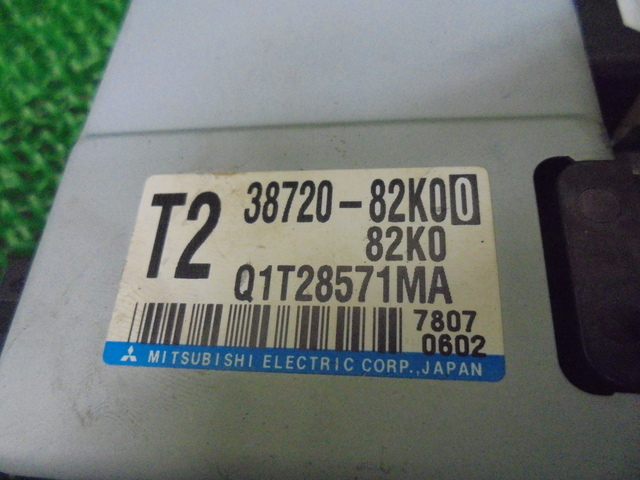 T2 38720-82K00
82K0
Q1T28571MA
7807
0602
MITSUBISHI ELECTRIC CORP., JAPAN